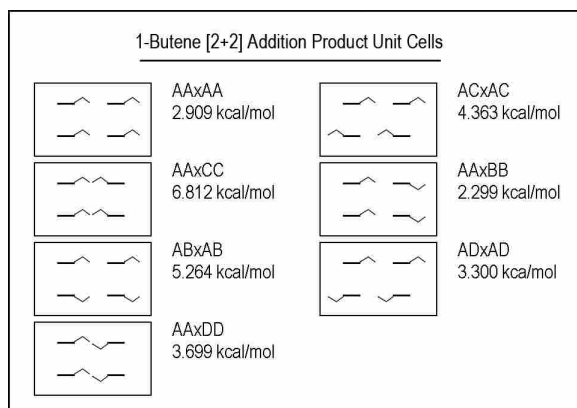 1-Butene [2+2] Addition Product Unit Cells
AAxAA
2.909 kcal/mol
AAxCC
6.812 kcal/mol
ABxAB
5.264 kcal/mol
AAxDD
3.699 kcal/mol
ACxAC
4.363 kcal/mol
AAxBB
2.299 kcal/mol
ADxAD
3.300 kcal/mol